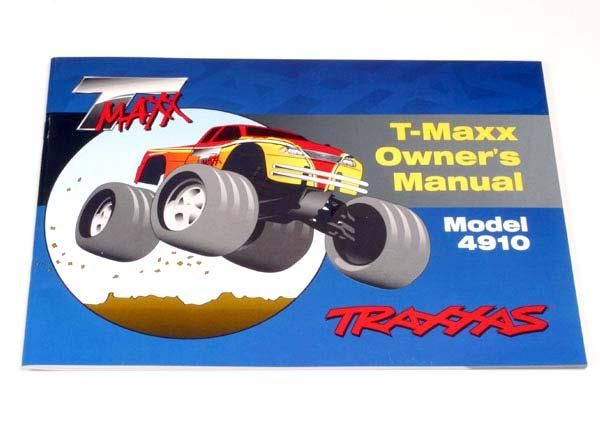 T
MAXX
T-Maxx
Owner's
Manual
Model
4910
TRAXXAS